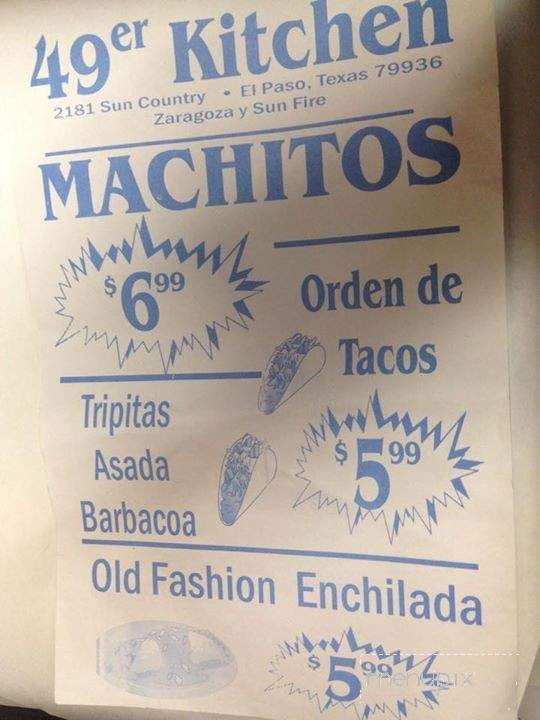 49er Kitchen
2181 Sun Country • El Paso, Texas 79936
Zaragoza y Sun Fire
MACHITOS
$6.99
Orden de
Tacos
$5.99
Tripitas
Asada
Barbacoa
Old Fashion Enchilada
$5.99
menupix